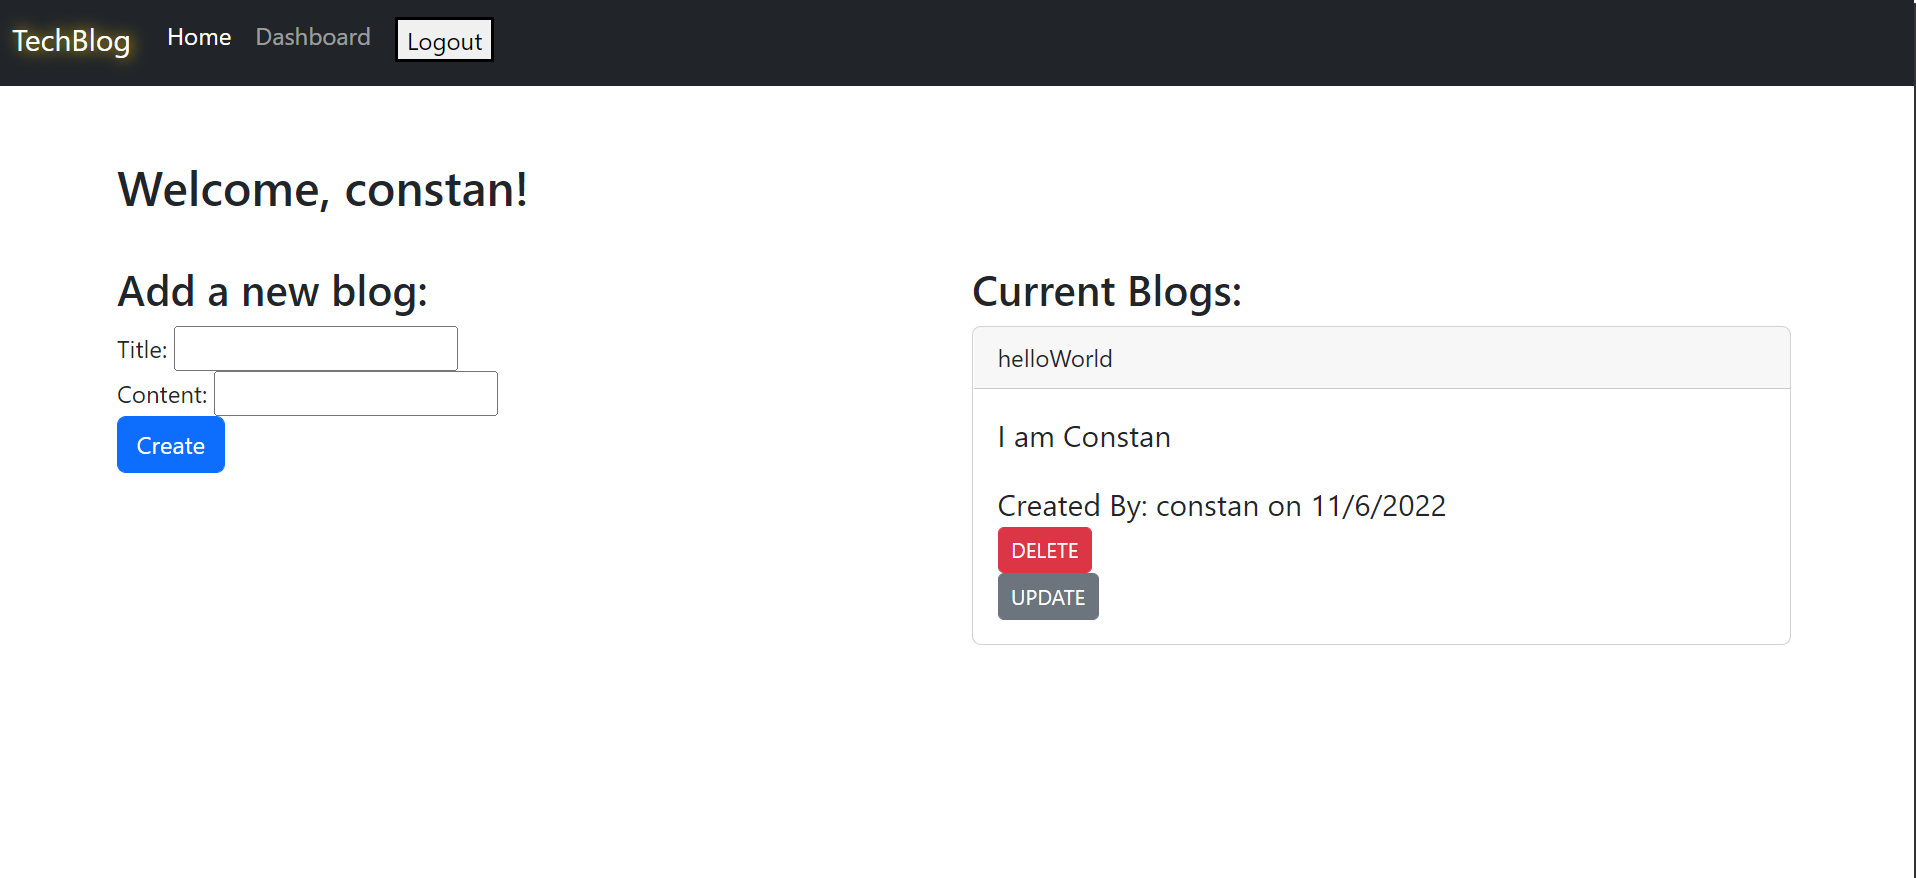 TechBlog Home Dashboard Logout
Welcome, constan!
Add a new blog:
Title:
Content:
Create
Current Blogs:
helloWorld
I am Constan
Created By: constan on 11/6/2022
DELETE
UPDATE